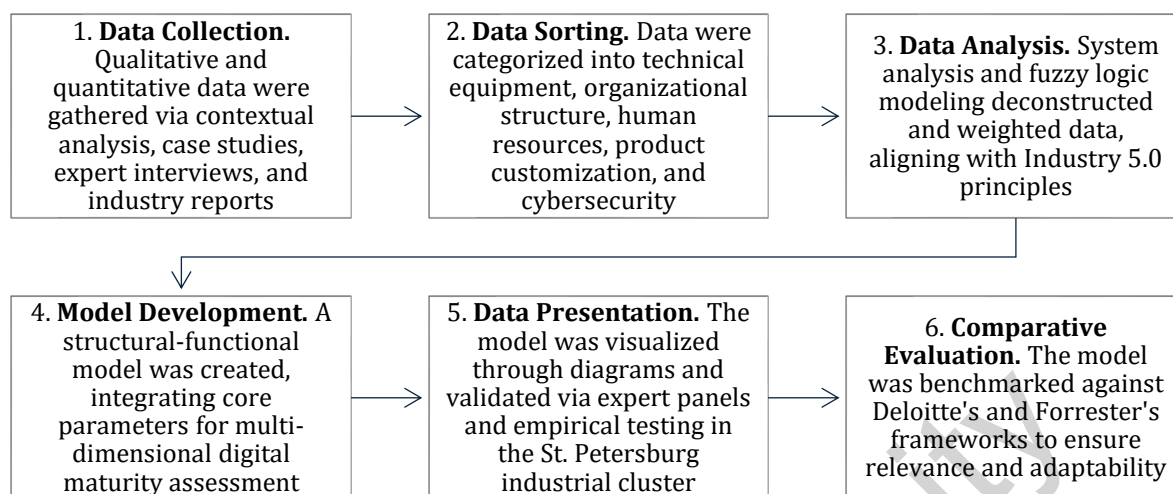 1. Data Collection.
Qualitative and
quantitative data were
gathered via contextual
analysis, case studies,
expert interviews, and
industry reports
2. Data Sorting. Data were
categorized into technical
equipment, organizational
structure, human
resources, product
customization, and
cybersecurity
3. Data Analysis. System
analysis and fuzzy logic
modeling deconstructed
and weighted data,
aligning with Industry 5.0
principles
4. Model Development. A
structural-functional
model was created,
integrating core
parameters for multi-
dimensional digital
maturity assessment
5. Data Presentation. The
model was visualized
through diagrams and
validated via expert panels
and empirical testing in
the St. Petersburg
industrial cluster
6. Comparative
Evaluation. The model
was benchmarked against
Deloitte's and Forrester's
frameworks to ensure
relevance and adaptability